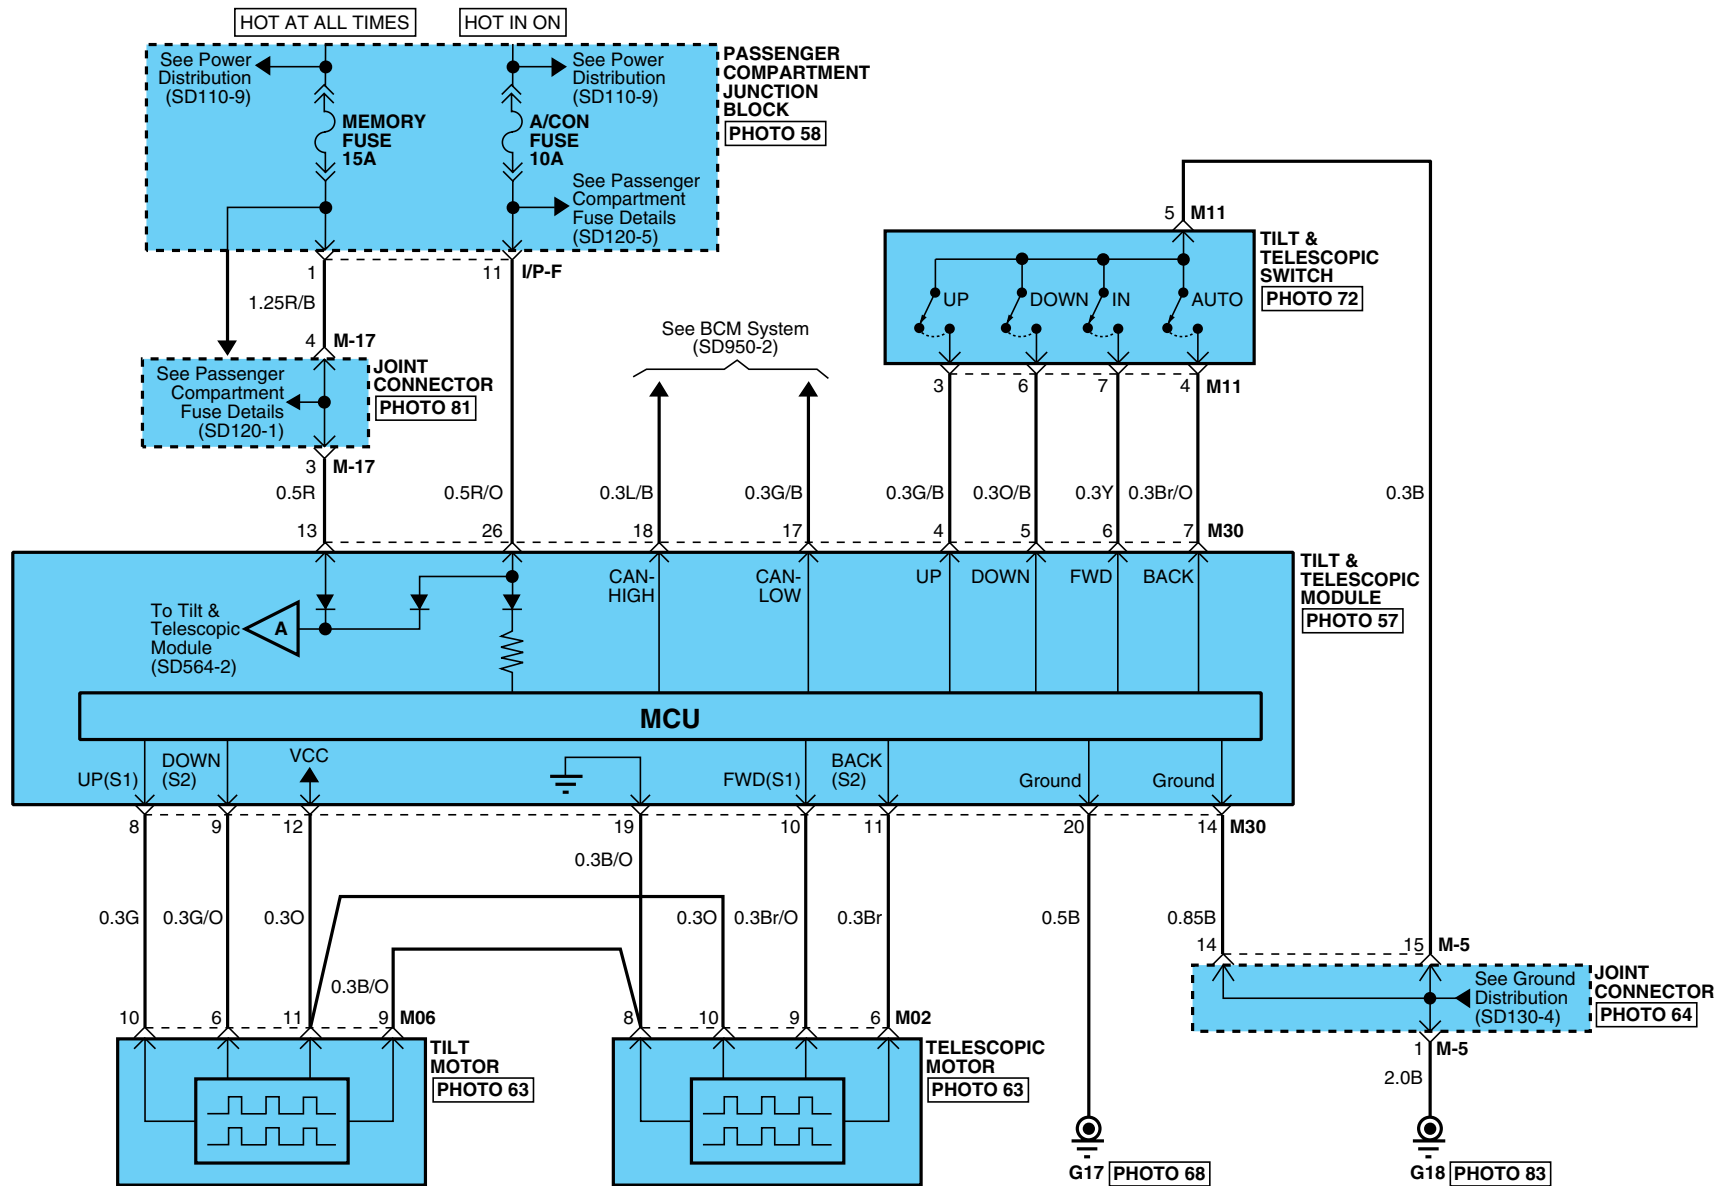 HOT AT ALL TIMES
HOT IN ON
See Power
Distribution
(SD110-9)
See Power
Distribution
(SD110-9)
PASSENGER
COMPARTMENT
JUNCTION
BLOCK
PHOTO 58
MEMORY
FUSE
15A
A/CON
FUSE
10A
See Passenger
Compartment
Fuse Details
(SD120-5)
1
11
I/P-F
1.25R/B
4
M-17
See Passenger
Compartment
Fuse Details
(SD120-1)
JOINT
CONNECTOR
PHOTO 81
3
M-17
See BCM System
(SD950-2)
5
M11
TILT &
TELESCOPIC
SWITCH
PHOTO 72
UP
DOWN
IN
AUTO
3
6
7
4
M11
0.5R
0.5R/O
0.3L/B
0.3G/B
0.3G/B
0.3O/B
0.3Y
0.3Br/O
0.3B
13
26
18
17
4
5
6
7
M30
TILT &
TELESCOPIC
MODULE
PHOTO 57
CAN-
HIGH
CAN-
LOW
UP
DOWN
FWD
BACK
To Tilt &
Telescopic
Module
(SD564-2)
A
MCU
UP(S1)
DOWN
(S2)
VCC
FWD(S1)
BACK
(S2)
Ground
Ground
8
9
12
19
10
11
20
14
M30
0.3B/O
0.3G
0.3G/O
0.3O
0.3O
0.3Br/O
0.3Br
0.5B
0.85B
0.3B/O
14
15
M-5
See Ground
Distribution
(SD130-4)
JOINT
CONNECTOR
PHOTO 64
1
M-5
2.0B
10
6
11
9
M06
TILT
MOTOR
PHOTO 63
8
10
9
6
M02
TELESCOPIC
MOTOR
PHOTO 63
G17
PHOTO 68
G18
PHOTO 83